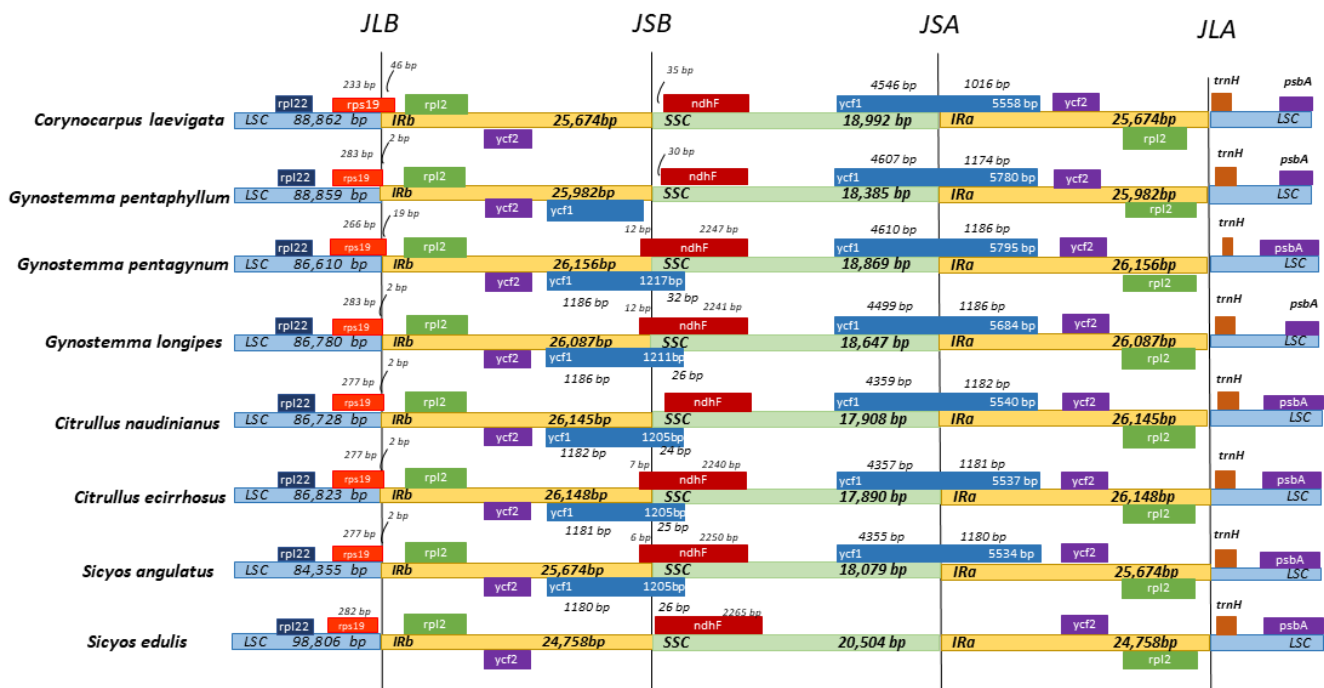 JLB JSB JSA JLA
46 bp
233 bp 35 bp 4546 bp 1016 bp trnH psbA
rpl22 rps19 rpl2 ndhF ycf1 5558 bp ycf2
Corynocarpus laevigata LSC 88,862 bp IRb 25,674 bp SSC 18,992 bp IRa 25,674 bp LSC
ycf2 rpl2
2 bp
283 bp 30 bp 4607 bp 1174 bp trnH psbA
rpl22 rps19 rpl2 ndhF ycf1 5780 bp ycf2
Gynostemma pentaphyllum LSC 88,859 bp IRb 25,982 bp SSC 18,385 bp IRa 25,982 bp LSC
ycf2 ycf1 rpl2
19 bp
266 bp 12 bp 2247 bp 4610 bp 1186 bp trnH
rpl22 rps19 rpl2 ndhF ycf1 5795 bp ycf2 psbA
Gynostemma pentagynum LSC 86,610 bp IRb 26,156 bp SSC 18,869 bp IRa 26,156 bp LSC
ycf2 ycf1 1217bp rpl2
2 bp
283 bp 1186 bp 12 bp 32 bp 2241 bp 4499 bp 1186 bp trnH psbA
rpl22 rps19 rpl2 ndhF ycf1 5684 bp ycf2
Gynostemma longipes LSC 86,780 bp IRb 26,087bp SSC 18,647 bp IRa 26,087bp LSC
ycf2 ycf1 1211bp rpl2
2 bp
277 bp 1186 bp 26 bp 4359 bp 1182 bp trnH
rpl22 rps19 rpl2 ndhF ycf1 5540 bp ycf2 psbA
Citrullus naudinianus LSC 86,728 bp IRb 26,145bp SSC 17,908 bp IRa 26,145bp LSC
ycf2 ycf1 1205bp rpl2
2 bp 1182 bp 24 bp
277 bp 7 bp 2240 bp 4357 bp 1181 bp trnH
rpl22 rps19 rpl2 ndhF ycf1 5537 bp ycf2 psbA
Citrullus ecirrhosus LSC 86,823 bp IRb 26,148bp SSC 17,890 bp IRa 26,148bp LSC
ycf2 ycf1 1205bp rpl2
2 bp 1181 bp 25 bp
277 bp 6 bp 2250 bp 4355 bp 1180 bp trnH
rpl22 rps19 rpl2 ndhF ycf1 5534 bp ycf2 psbA
Sicyos angulatus LSC 84,355 bp IRb 25,674bp SSC 18,079 bp IRa 25,674bp LSC
ycf2 ycf1 1205bp rpl2
282 bp 1180 bp 26 bp 2265 bp trnH
rpl22 rps19 rpl2 ndhF ycf2 psbA
Sicyos edulis LSC 98,806 bp IRb 24,758bp SSC 20,504 bp IRa 24,758bp LSC
ycf2 rpl2